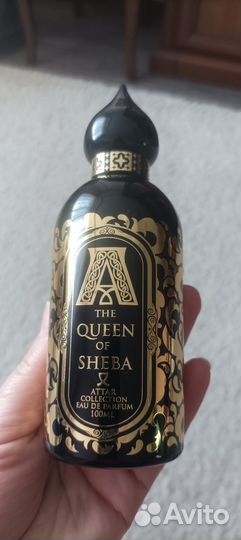 A
THE
QUEEN
OF
SHEBA
ATTAR
COLLECTION
EAU DE PARFUM
100ML
Avito